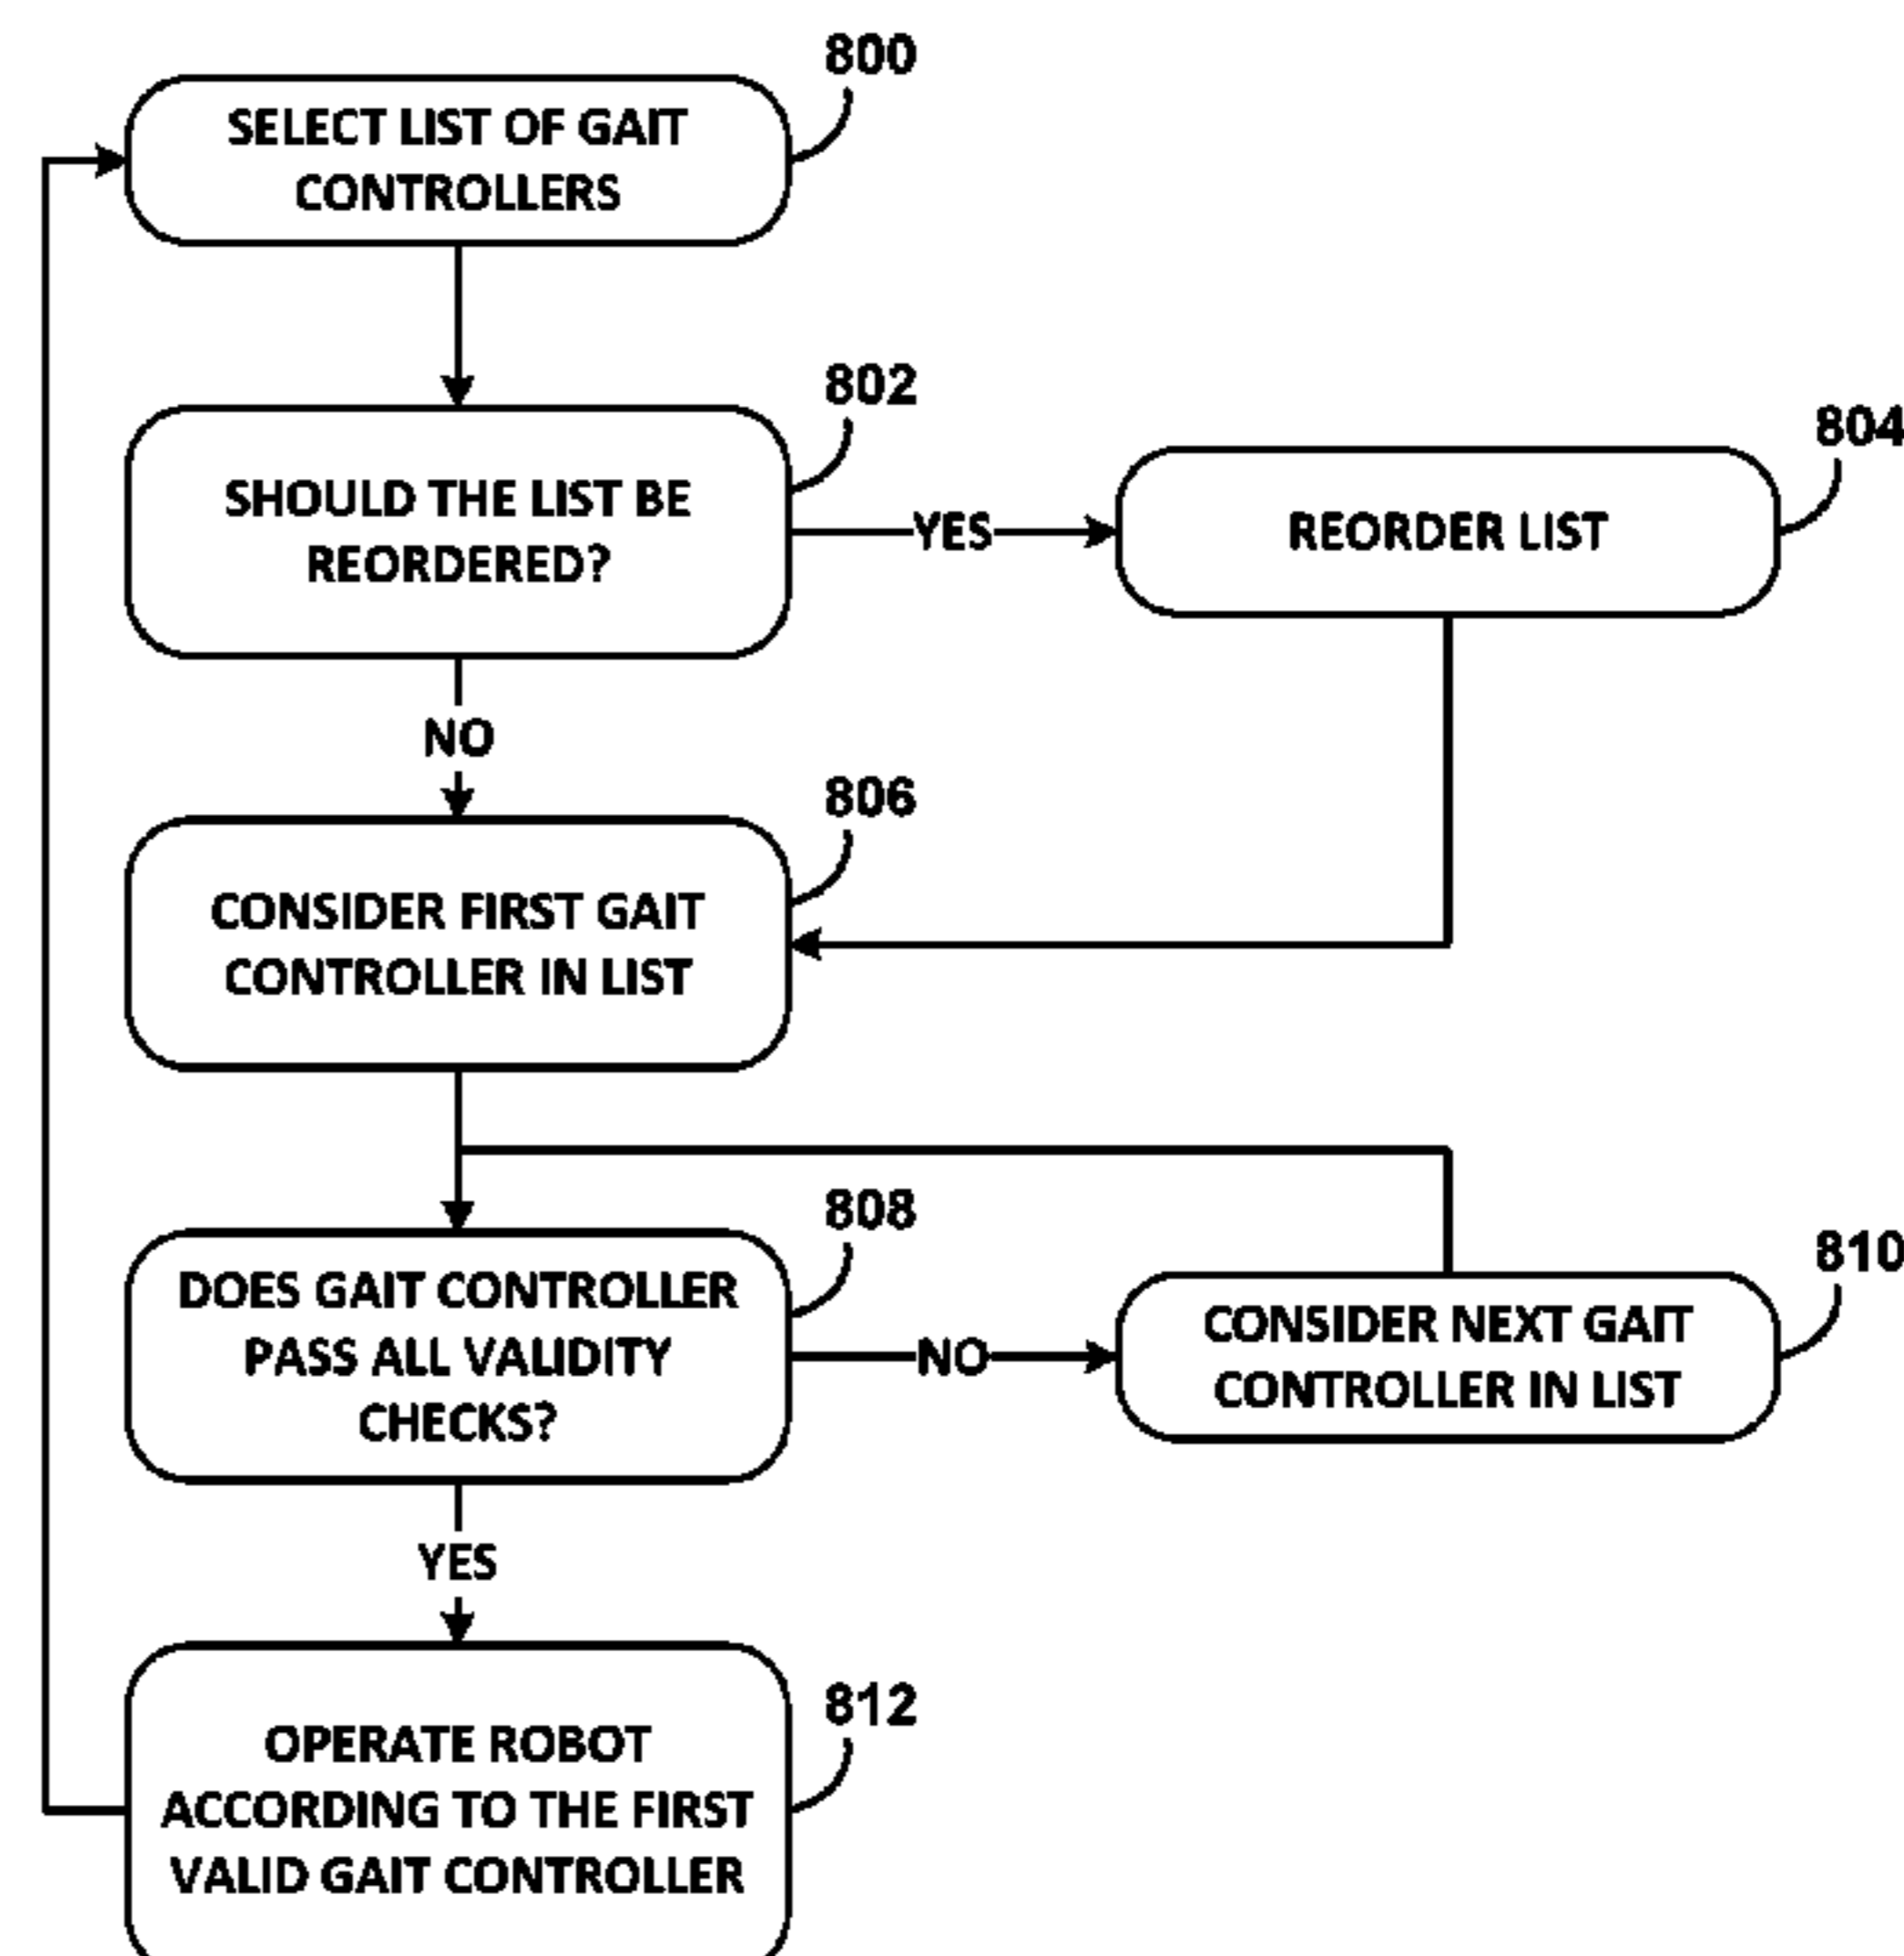 800
SELECT LIST OF GAIT
CONTROLLERS
802
SHOULD THE LIST BE
REORDERED?
YES
804
REORDER LIST
NO
806
CONSIDER FIRST GAIT
CONTROLLER IN LIST
808
DOES GAIT CONTROLLER
PASS ALL VALIDITY
CHECKS?
NO
810
CONSIDER NEXT GAIT
CONTROLLER IN LIST
YES
812
OPERATE ROBOT
ACCORDING TO THE FIRST
VALID GAIT CONTROLLER